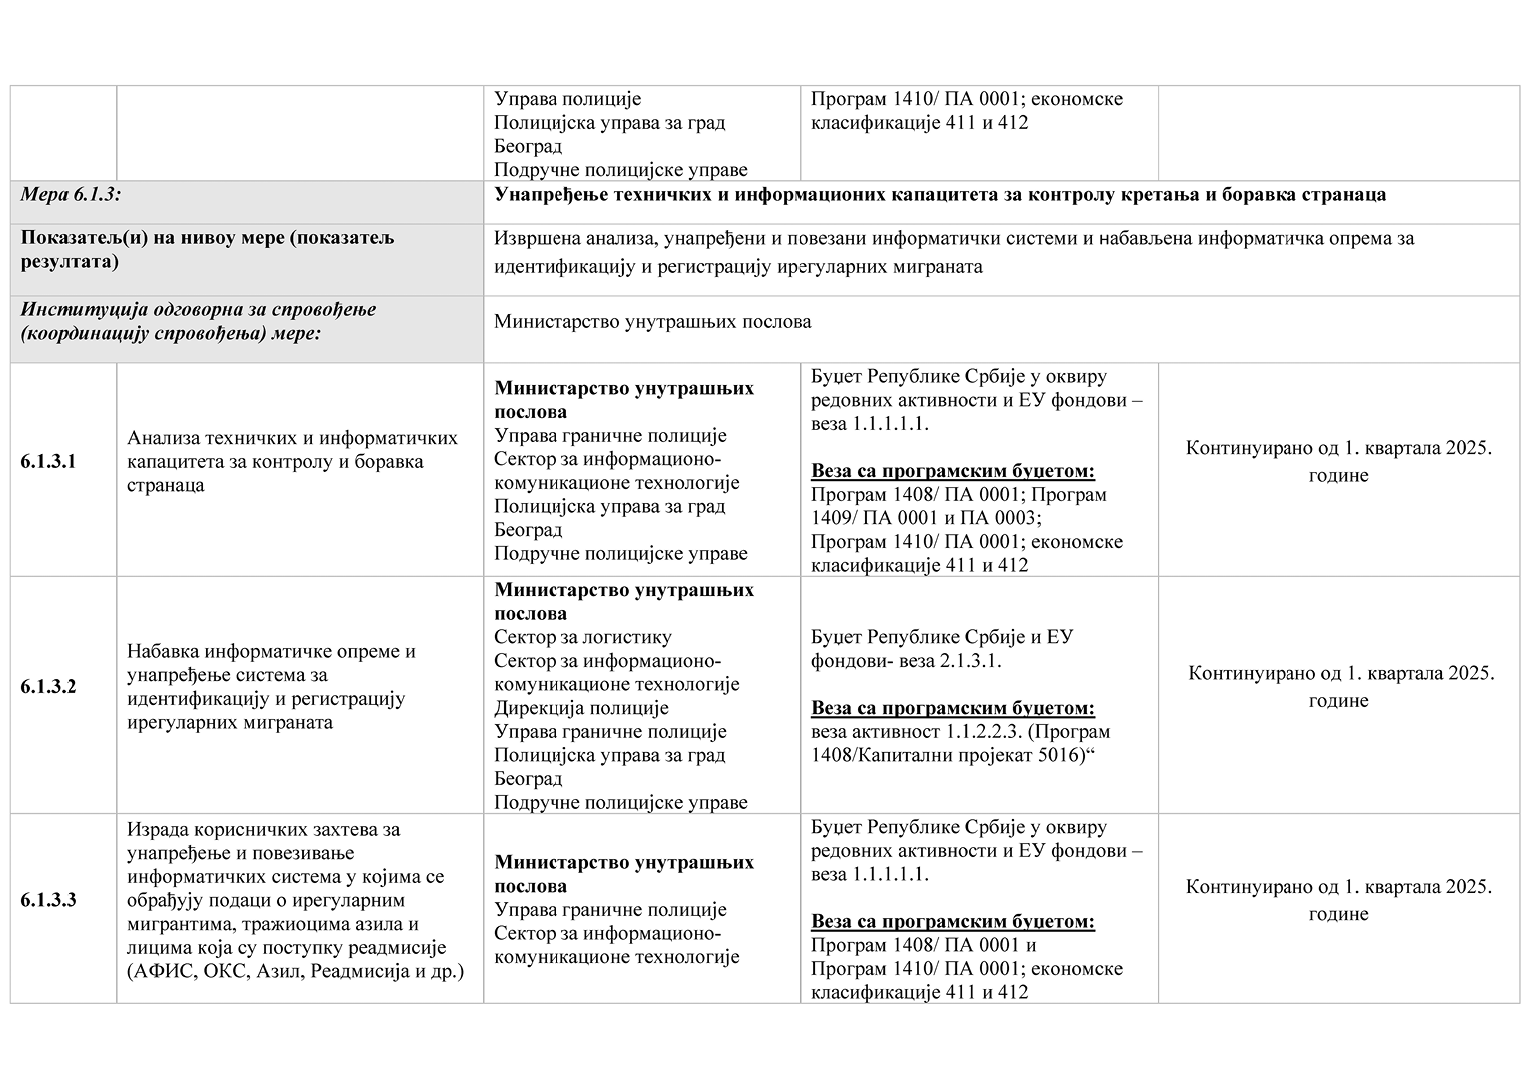 Управа полиције
Полицијска управа за град
Београд
Подручне полицијске управе
Програм 1410/ ПА 0001; економске
класификације 411 и 412
Мера 6.1.3:
Унапређење техничких и информационих капацитета за контролу кретања и боравка странаца
Показатељ(и) на нивоу мере (показатељ
резултата)
Извршена анализа, унапређени и повезани информатички системи и набављена информатичка опрема за
идентификацију и регистрацију ирегуларних миграната
Институција одговорна за спровођење
(координацију спровођења) мере:
Министарство унутрашњих послова
6.1.3.1
Анализа техничких и информатичких
капацитета за контролу и боравка
странаца
Министарство унутрашњих
послова
Управа граничне полиције
Сектор за информационо-
комуникационе технологије
Полицијска управа за град
Београд
Подручне полицијске управе
Буџет Републике Србије у оквиру
редовних активности и ЕУ фондови –
веза 1.1.1.1.1.
Веза са програмским буџетом:
Програм 1408/ ПА 0001; Програм
1409/ ПА 0001 и ПА 0003;
Програм 1410/ ПА 0001; економске
класификације 411 и 412
Континуирано од 1. квартала 2025.
године
6.1.3.2
Набавка информатичке опреме и
унапређење система за
идентификацију и регистрацију
ирегуларних миграната
Министарство унутрашњих
послова
Сектор за логистику
Сектор за информационо-
комуникационе технологије
Дирекција полиције
Управа граничне полиције
Полицијска управа за град
Београд
Подручне полицијске управе
Буџет Републике Србије и ЕУ
фондови- веза 2.1.3.1.
Веза са програмским буџетом:
веза активност 1.1.2.2.3. (Програм
1408/Капитални пројекат 5016)“
Континуирано од 1. квартала 2025.
године
6.1.3.3
Израда корисничких захтева за
унапређење и повезивање
информатичких система у којима се
обрађују подаци о ирегуларним
мигрантима, тражиоцима азила и
лицима која су поступку реадмисије
(АФИС, ОКС, Азил, Реадмисија и др.)
Министарство унутрашњих
послова
Управа граничне полиције
Сектор за информационо-
комуникационе технологије
Буџет Републике Србије у оквиру
редовних активности и ЕУ фондови –
веза 1.1.1.1.1.
Веза са програмским буџетом:
Програм 1408/ ПА 0001 и
Програм 1410/ ПА 0001; економске
класификације 411 и 412
Континуирано од 1. квартала 2025.
године